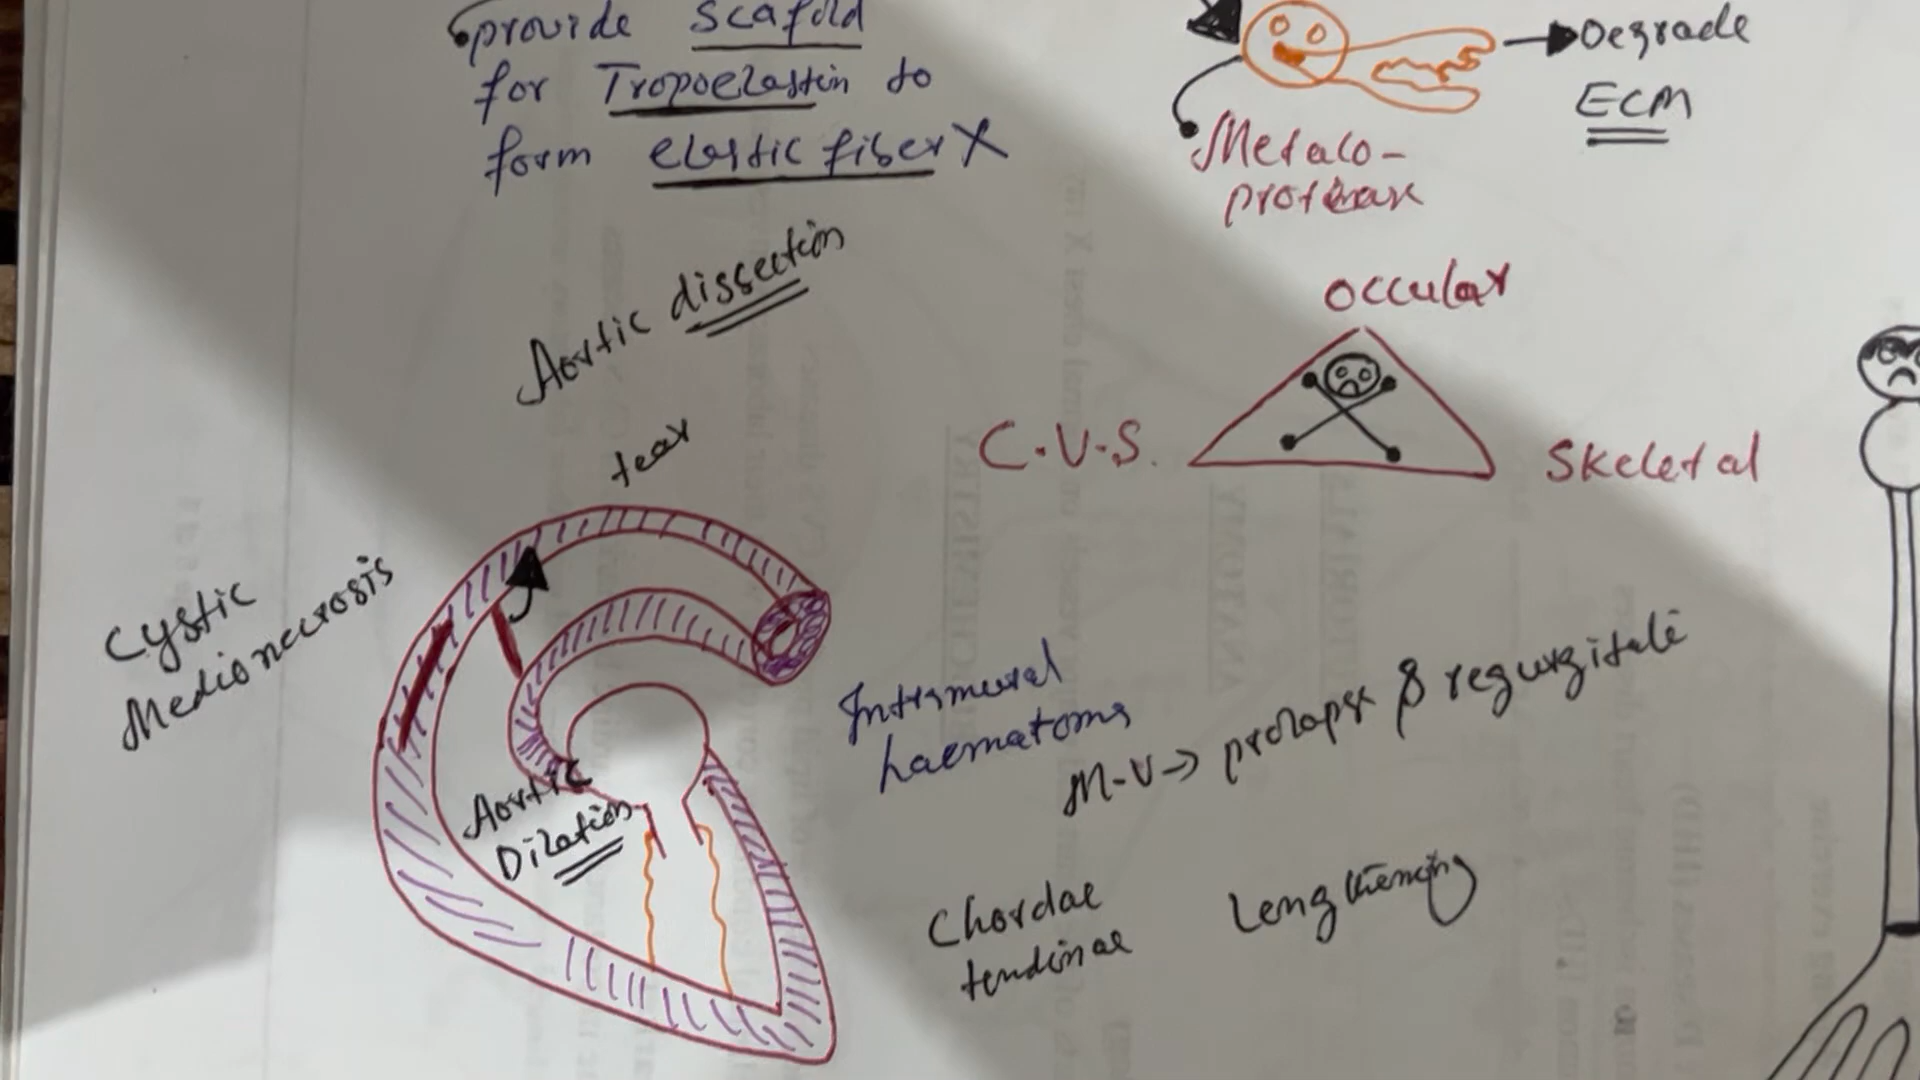 provide scafold
for Tropoelastin to
form elastic fiber X
Degrade
ECM
Metalo-
protinase
Aortic dissection
tear
occular
C.V.S.
Skeletal
Cystic
Medionecrosis
Aortic
Dilation
Intramural
haematoma
M-V → prolapse & regurgitate
Chordae
tendinae
Lengthening